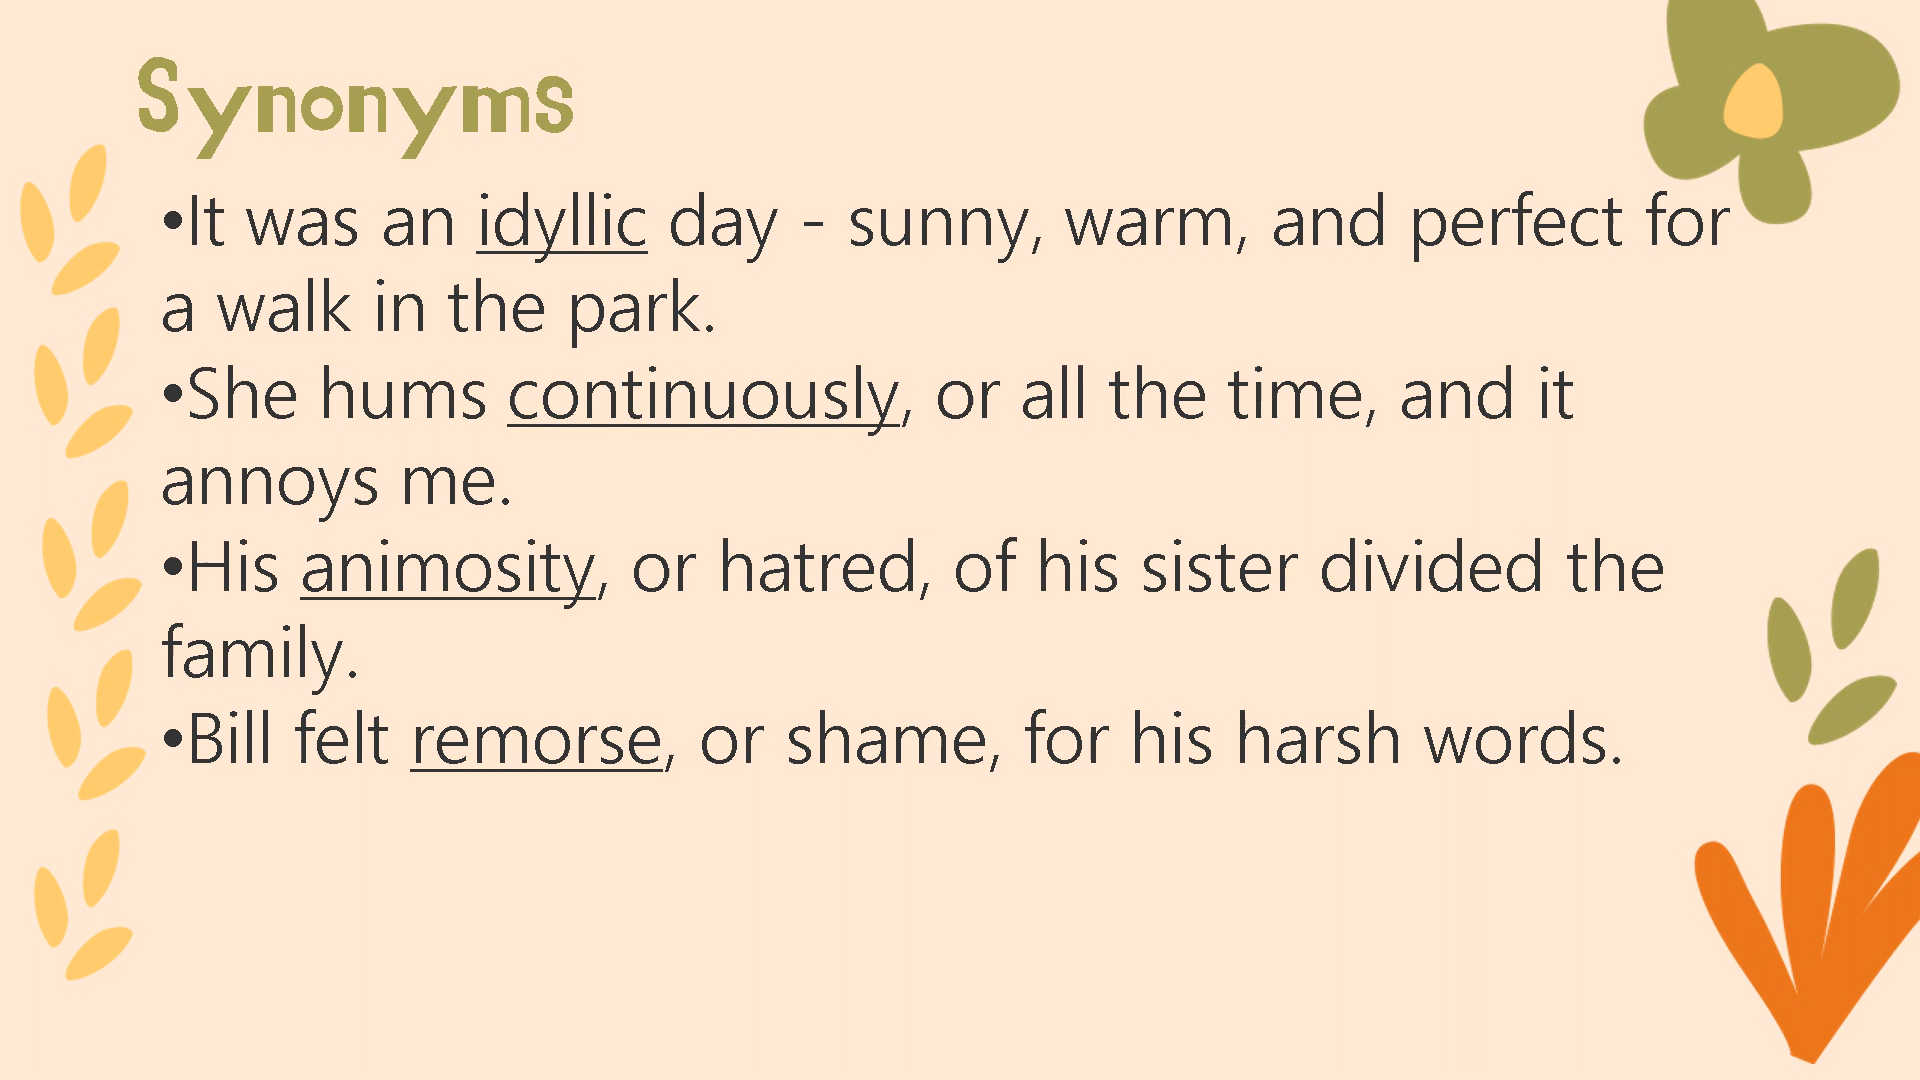 Synonyms
•It was an idyllic day - sunny, warm, and perfect for
a walk in the park.
•She hums continuously, or all the time, and it
annoys me.
•His animosity, or hatred, of his sister divided the
family.
•Bill felt remorse, or shame, for his harsh words.